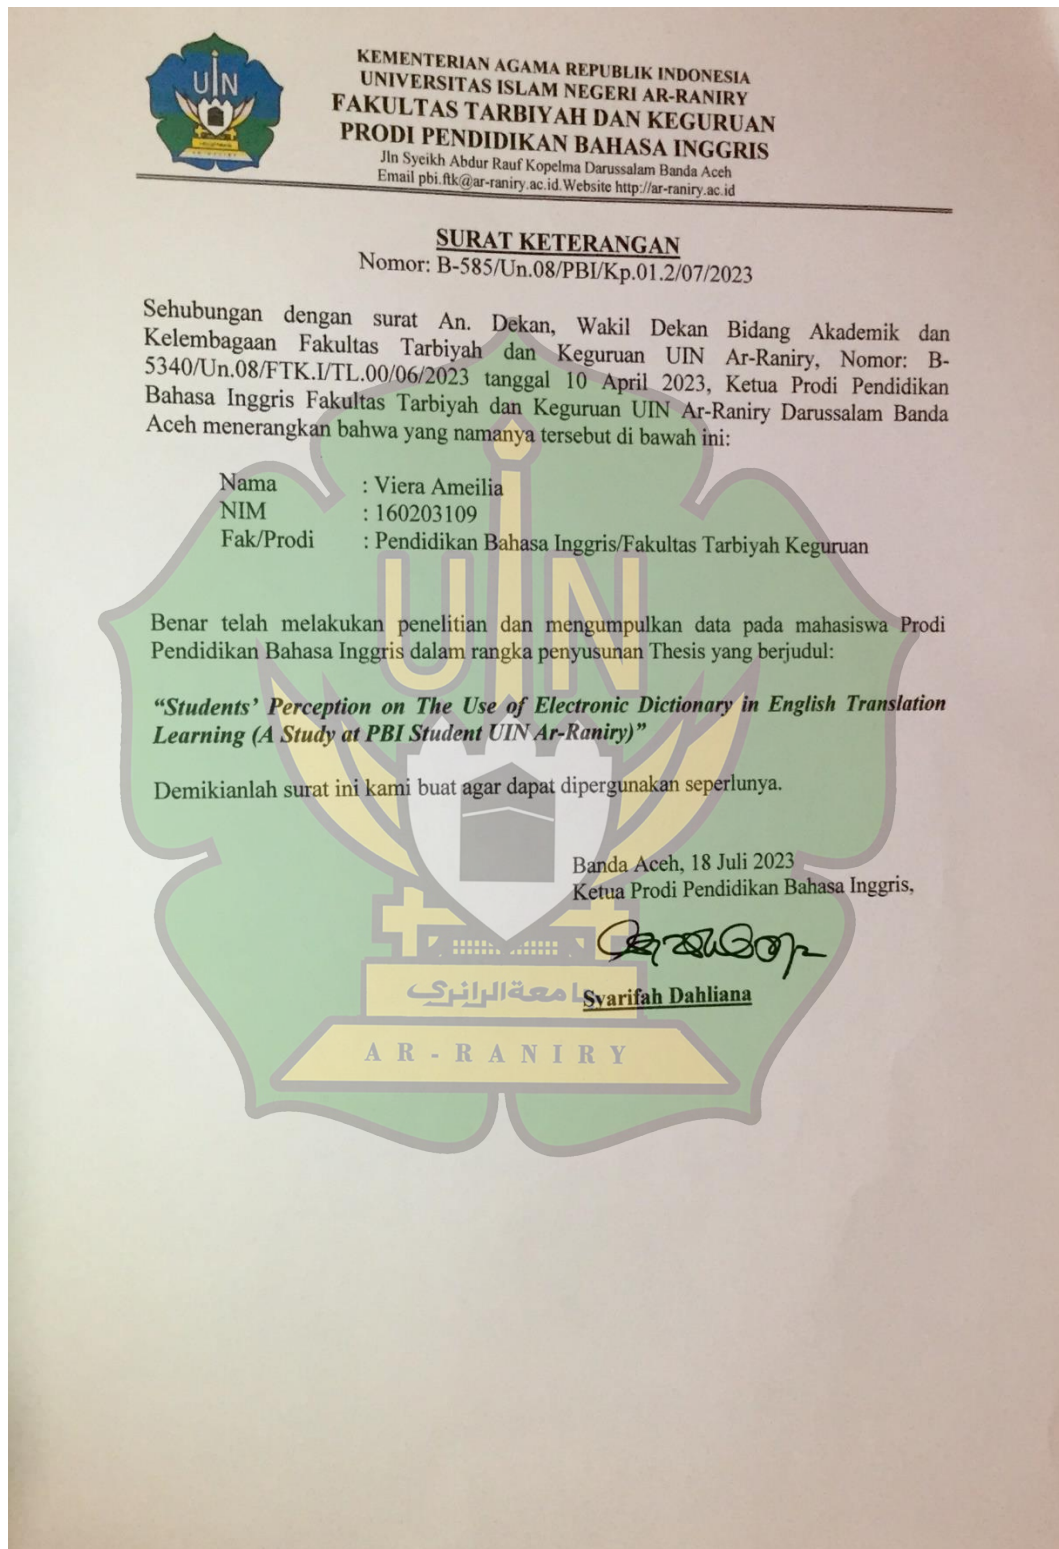 UIN
AR-RANIRY
KEMENTERIAN AGAMA REPUBLIK INDONESIA
UNIVERSITAS ISLAM NEGERI AR-RANIRY
FAKULTAS TARBIYAH DAN KEGURUAN
PRODI PENDIDIKAN BAHASA INGGRIS
Jln Syeikh Abdur Rauf Kopelma Darussalam Banda Aceh
Email pbi.ftk@ar-raniry.ac.id.Website http://ar-raniry.ac.id
SURAT KETERANGAN
Nomor: B-585/Un.08/PBI/Kp.01.2/07/2023
Sehubungan dengan surat An. Dekan, Wakil Dekan Bidang Akademik dan
Kelembagaan Fakultas Tarbiyah dan Keguruan UIN Ar-Raniry, Nomor: B-
5340/Un.08/FTK.I/TL.00/06/2023 tanggal 10 April 2023, Ketua Prodi Pendidikan
Bahasa Inggris Fakultas Tarbiyah dan Keguruan UIN Ar-Raniry Darussalam Banda
Aceh menerangkan bahwa yang namanya tersebut di bawah ini:
Nama : Viera Ameilia
NIM : 160203109
Fak/Prodi : Pendidikan Bahasa Inggris/Fakultas Tarbiyah Keguruan
UIN
Benar telah melakukan penelitian dan mengumpulkan data pada mahasiswa Prodi
Pendidikan Bahasa Inggris dalam rangka penyusunan Thesis yang berjudul:
“Students’ Perception on The Use of Electronic Dictionary in English Translation
Learning (A Study at PBI Student UIN Ar-Raniry)”
Demikianlah surat ini kami buat agar dapat dipergunakan seperlunya.
Banda Aceh, 18 Juli 2023
Ketua Prodi Pendidikan Bahasa Inggris,
Syarifah Dahliana
جامعةالرانرک
AR-RANIRY